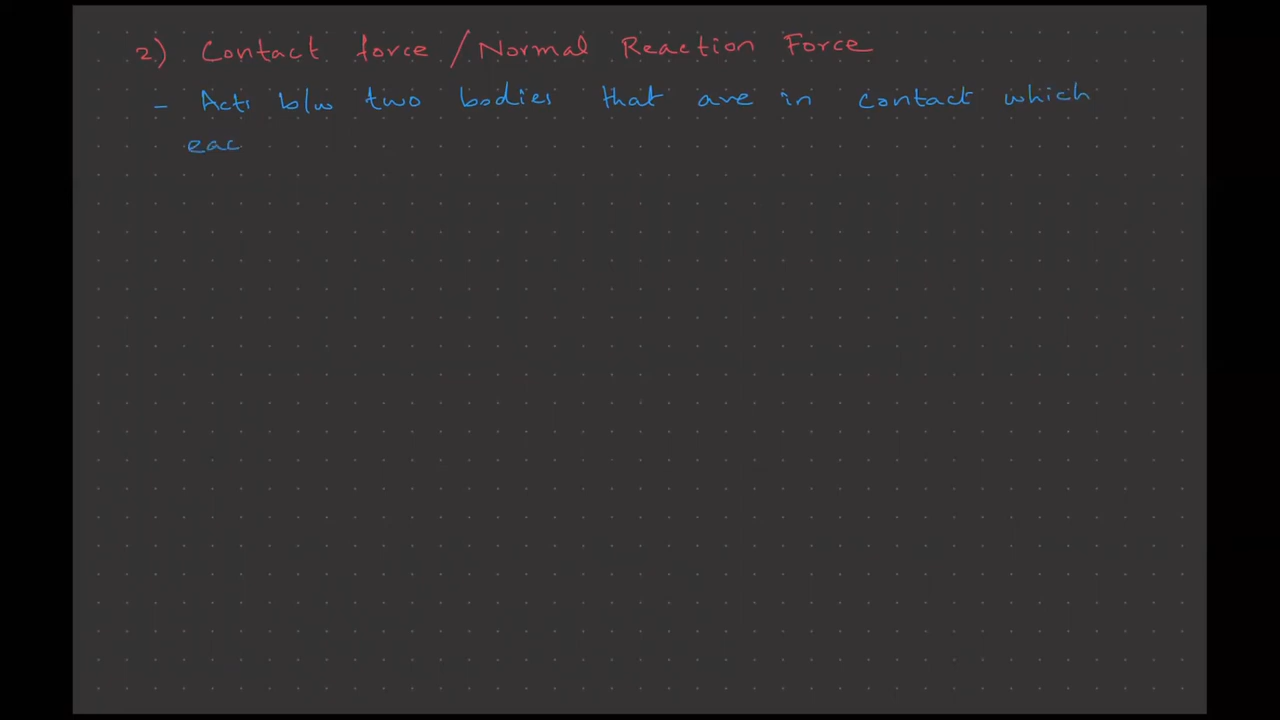 2) Contact force / Normal Reaction Force
- Acts b/w two bodies that are in contact which
eac